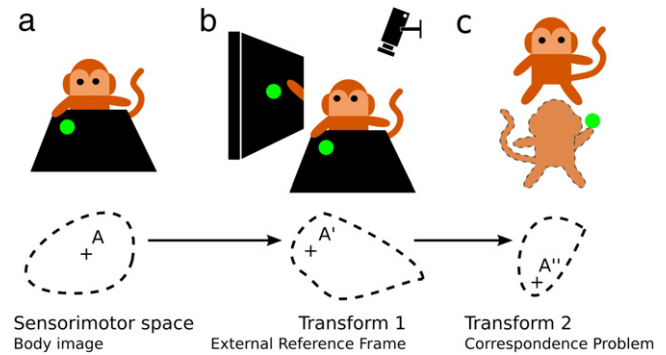 a
b
c
A
A'
A''
Sensorimotor space
Body image
Transform 1
External Reference Frame
Transform 2
Correspondence Problem